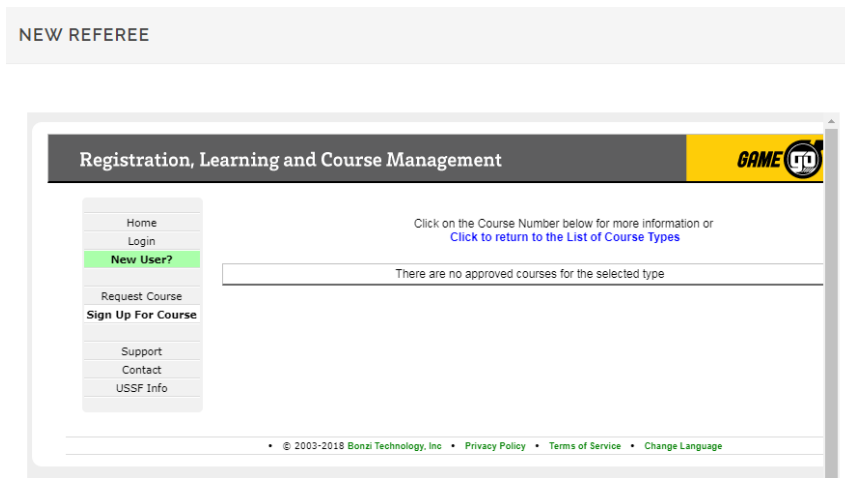 NEW REFEREE
Registration, Learning and Course Management
GAME go
Home
Login
New User?
Request Course
Sign Up For Course
Support
Contact
USSF Info
Click on the Course Number below for more information or
Click to return to the List of Course Types
There are no approved courses for the selected type
• © 2003-2018 Bonzi Technology, Inc • Privacy Policy • Terms of Service • Change Language